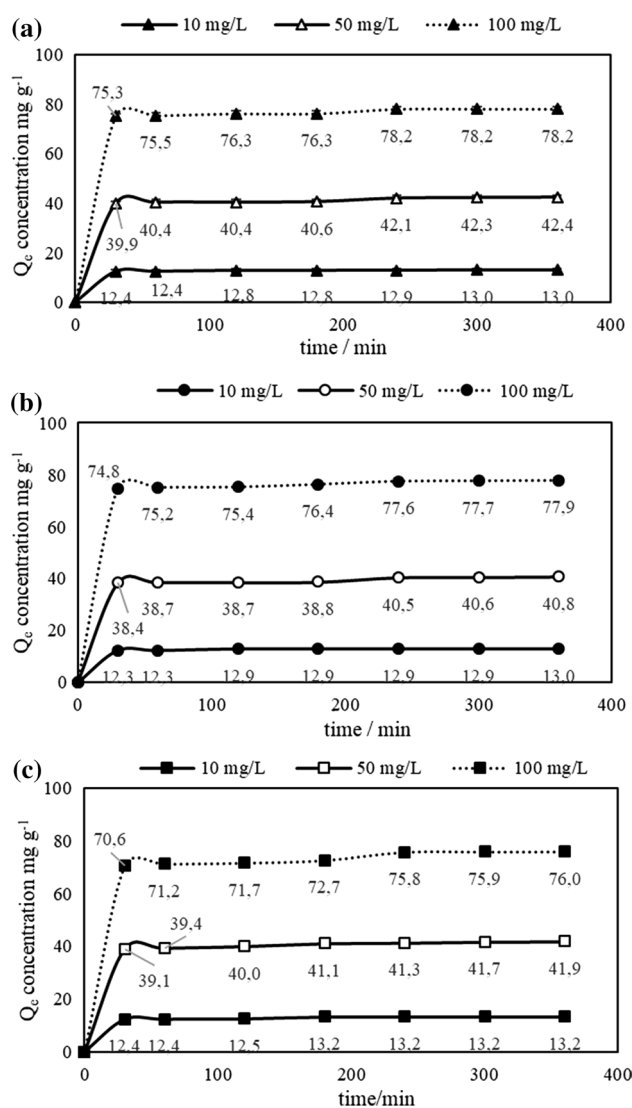 (a)
10 mg/L 50 mg/L 100 mg/L
Qe concentration mg g-1
100
80
60
40
20
0
75,3
75,5 76,3 76,3 78,2 78,2 78,2
39,9
40,4 40,4 40,6 42,1 42,3 42,4
12,4 12,4 12,8 12,8 12,9 13,0 13,0
0 100 200 300 400
time / min
(b)
10 mg/L 50 mg/L 100 mg/L
Qe concentration mg g-1
100
80
60
40
20
0
74,8
75,2 75,4 76,4 77,6 77,7 77,9
38,4
38,7 38,7 38,8 40,5 40,6 40,8
12,3 12,3 12,9 12,9 12,9 12,9 13,0
0 100 200 300 400
time / min
(c)
10 mg/L 50 mg/L 100 mg/L
Qe concentration mg g-1
100
80
60
40
20
0
70,6
71,2 71,7 72,7 75,8 75,9 76,0
39,1
39,4
40,0 41,1 41,3 41,7 41,9
12,4 12,4 12,5 13,2 13,2 13,2 13,2
0 100 200 300 400
time/min